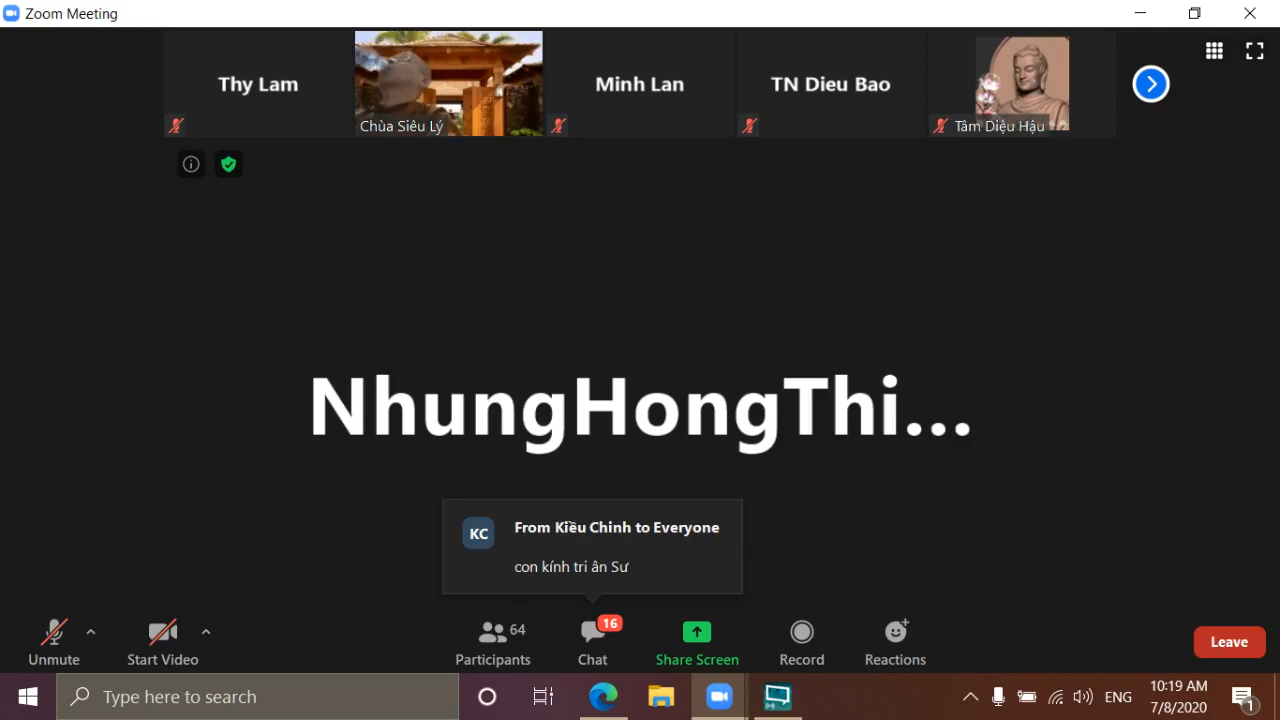 Zoom Meeting
Thy Lam
Chùa Siêu Lý
Minh Lan
TN Dieu Bao
Tâm Diệu Hậu
NhungHongThi...
KC
From Kiều Chinh to Everyone
con kính tri ân Sư
Unmute
Start Video
64
Participants
16
Chat
Share Screen
Record
Reactions
Leave
Type here to search
ENG
10:19 AM
7/8/2020
1